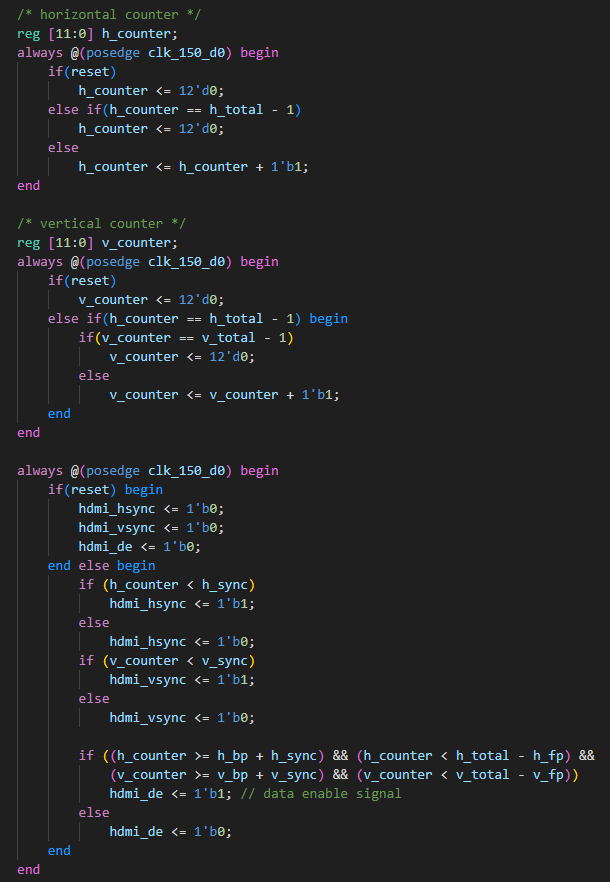 /* horizontal counter */
reg [11:0] h_counter;
always @(posedge clk_150_d0) begin
    if(reset)
        h_counter <= 12'd0;
    else if(h_counter == h_total - 1)
        h_counter <= 12'd0;
    else
        h_counter <= h_counter + 1'b1;
end

/* vertical counter */
reg [11:0] v_counter;
always @(posedge clk_150_d0) begin
    if(reset)
        v_counter <= 12'd0;
    else if(h_counter == h_total - 1) begin
        if(v_counter == v_total - 1)
            v_counter <= 12'd0;
        else
            v_counter <= v_counter + 1'b1;
    end
end

always @(posedge clk_150_d0) begin
    if(reset) begin
        hdmi_hsync <= 1'b0;
        hdmi_vsync <= 1'b0;
        hdmi_de <= 1'b0;
    end else begin
        if (h_counter < h_sync)
            hdmi_hsync <= 1'b1;
        else
            hdmi_hsync <= 1'b0;
        if (v_counter < v_sync)
            hdmi_vsync <= 1'b1;
        else
            hdmi_vsync <= 1'b0;

        if ((h_counter >= h_bp + h_sync) && (h_counter < h_total - h_fp) &&
            (v_counter >= v_bp + v_sync) && (v_counter < v_total - v_fp))
            hdmi_de <= 1'b1; // data enable signal
        else
            hdmi_de <= 1'b0;
    end
end